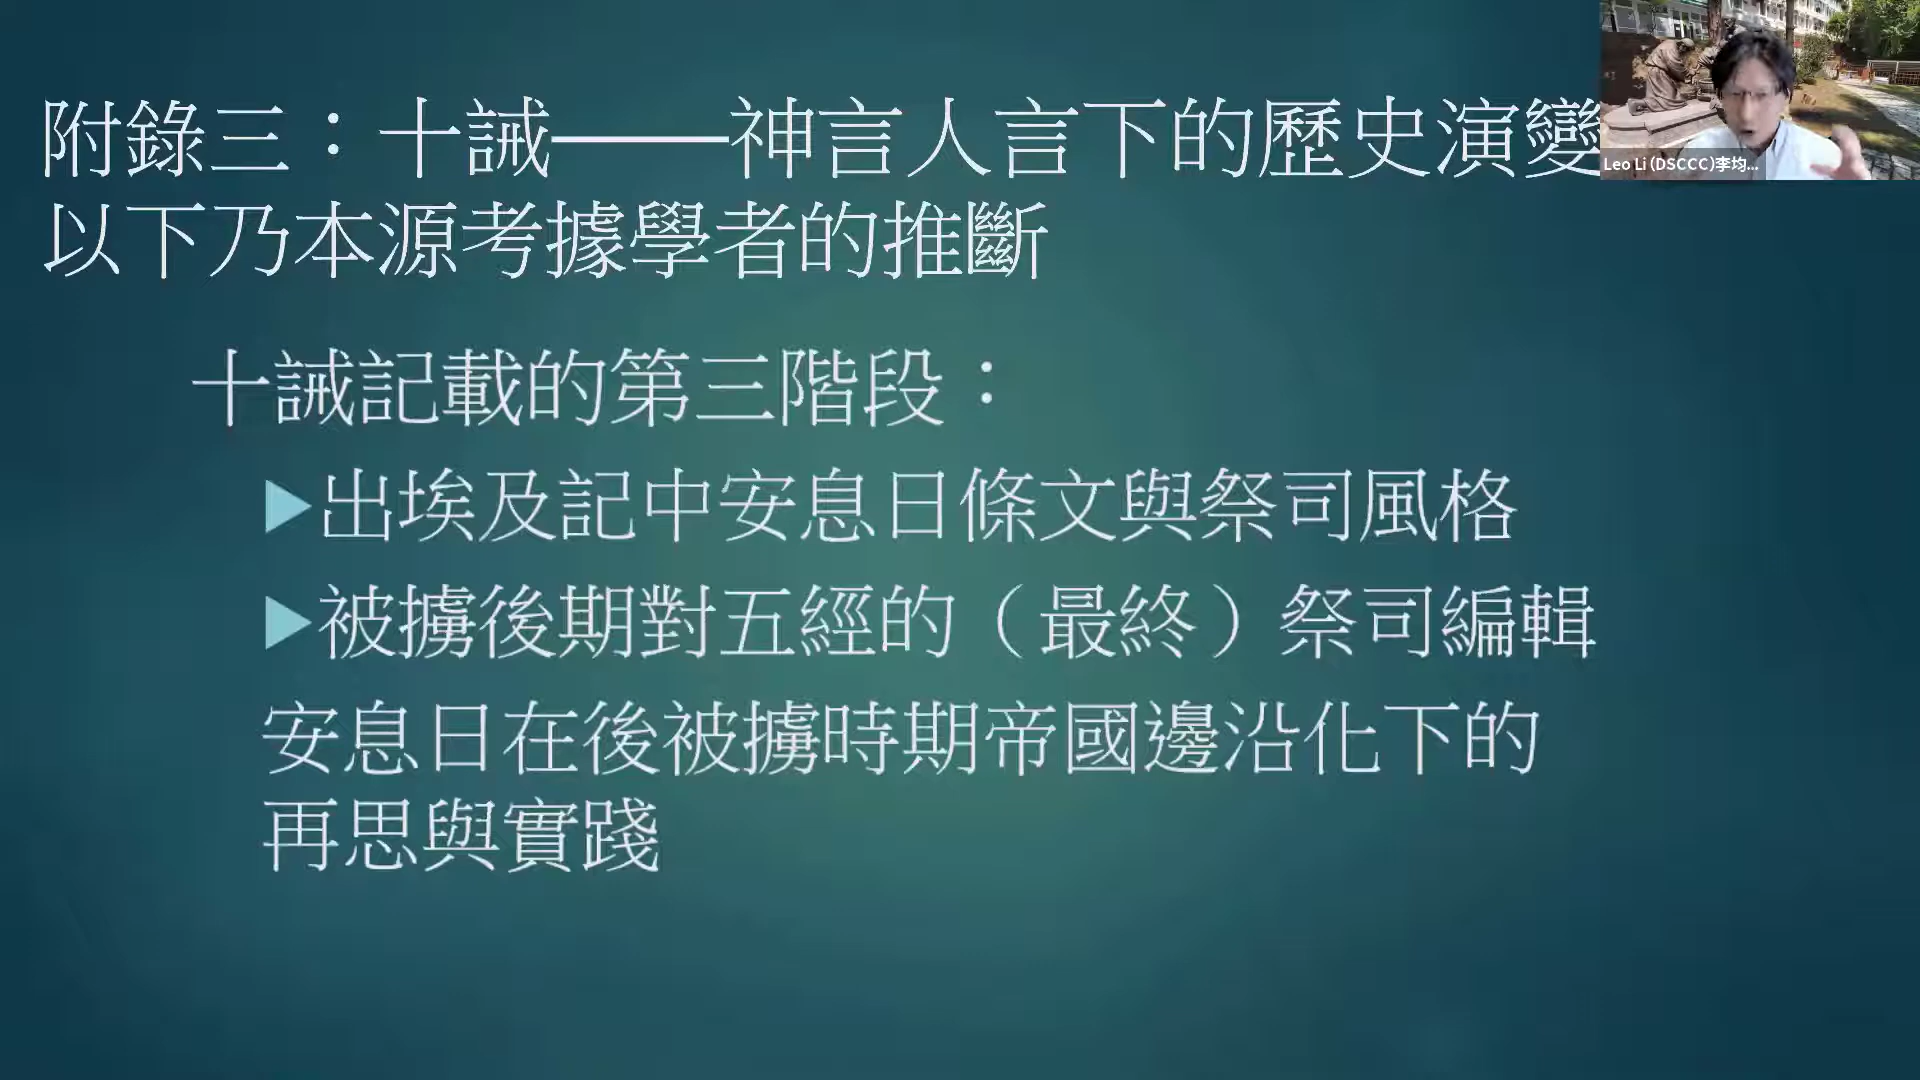 附錄三：十誡——神言人言下的歷史演變
以下乃本源考據學者的推斷
十誡記載的第三階段：
▶出埃及記中安息日條文與祭司風格
▶被擄後期對五經的（最終）祭司編輯
安息日在後被擄時期帝國邊沿化下的
再思與實踐
Leo Li (DSCCC)李均...